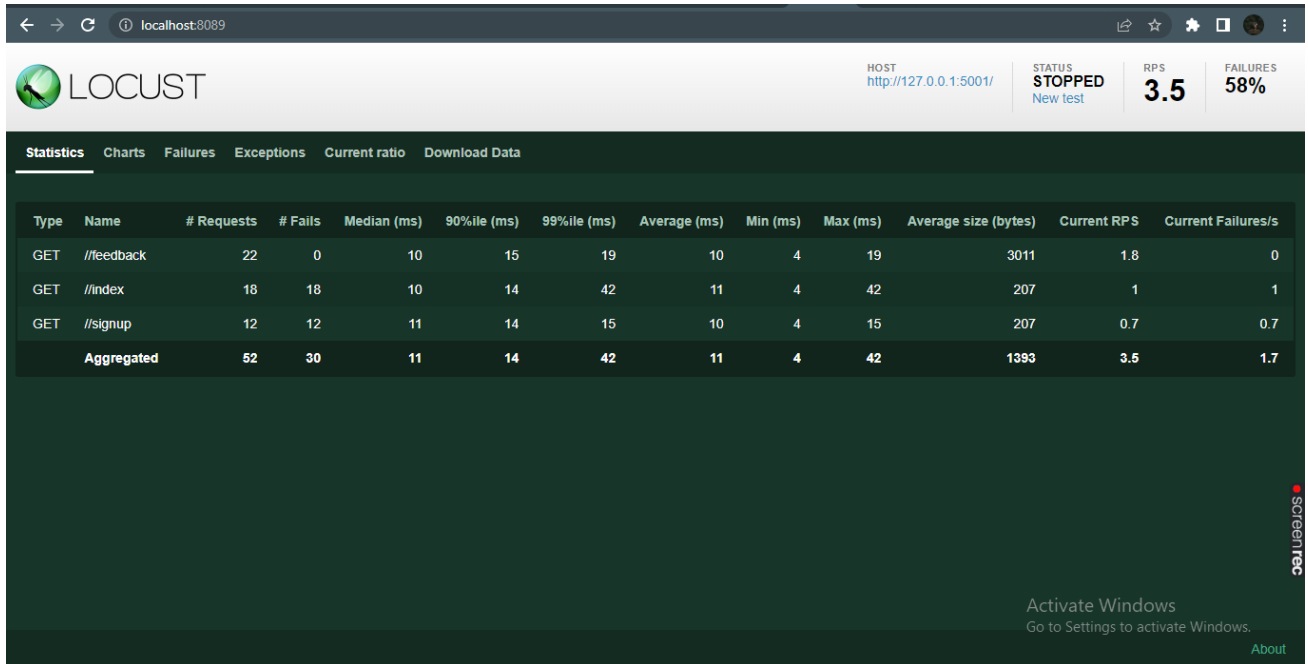 localhost:8089
LOCUST
HOST
http://127.0.0.1:5001/
STATUS
STOPPED
New test
RPS
3.5
FAILURES
58%
Statistics Charts Failures Exceptions Current ratio Download Data
Type Name # Requests # Fails Median (ms) 90%ile (ms) 99%ile (ms) Average (ms) Min (ms) Max (ms) Average size (bytes) Current RPS Current Failures/s
GET //feedback 22 0 10 15 19 10 4 19 3011 1.8 0
GET //index 18 18 10 14 42 11 4 42 207 1 1
GET //signup 12 12 11 14 15 10 4 15 207 0.7 0.7
Aggregated 52 30 11 14 42 11 4 42 1393 3.5 1.7
screenrec
Activate Windows
Go to Settings to activate Windows.
About